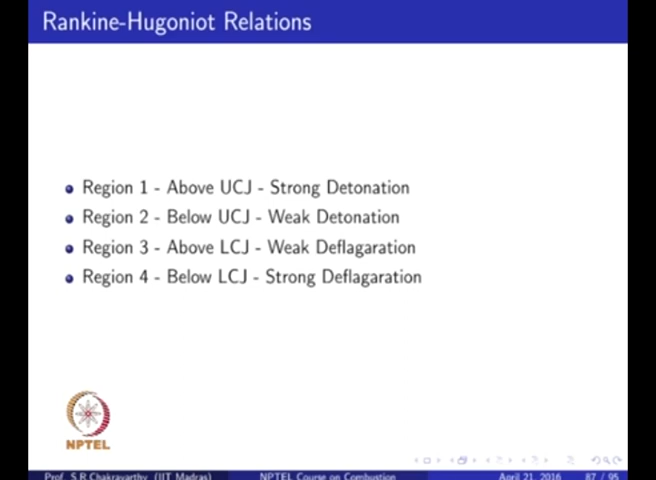 Rankine-Hugoniot Relations
Region 1 - Above UCJ - Strong Detonation
Region 2 - Below UCJ - Weak Detonation
Region 3 - Above LCJ - Weak Deflagaration
Region 4 - Below LCJ - Strong Deflagaration
NPTEL
Prof. S.R.Chakravarthy (IIT Madras) NPTEL Course on Combustion April 21, 2016 87 / 95